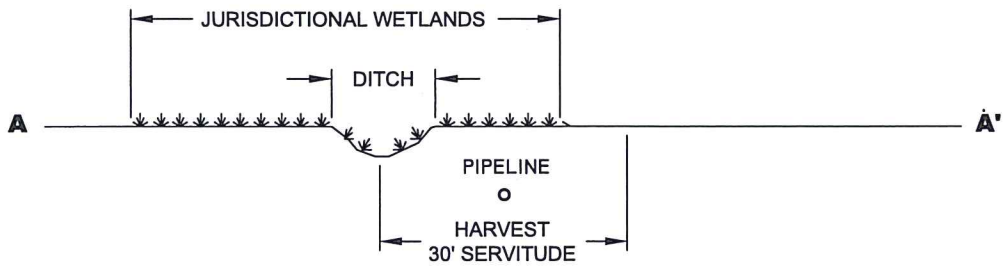 JURISDICTIONAL WETLANDS
DITCH
A A'
PIPELINE
HARVEST
30' SERVITUDE